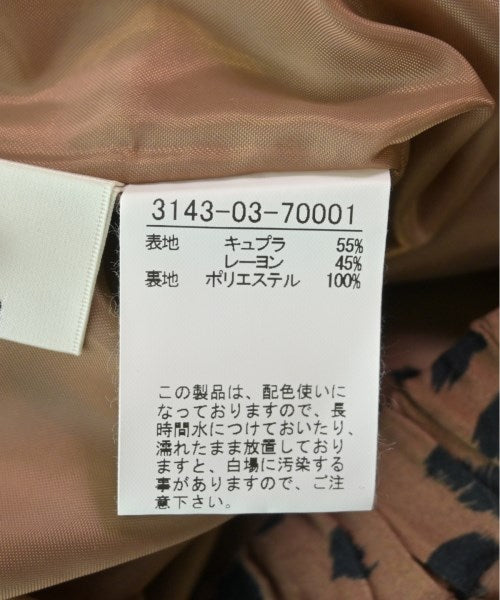 3143-03-70001
表地 キュプラ 55%
レーヨン 45%
裏地 ポリエステル 100%
この製品は、配色使いに
なっておりますので、長
時間水につけておいたり、
濡れたまま放置しており
ますと、白場に汚染する
事がありますので、ご注
意下さい。